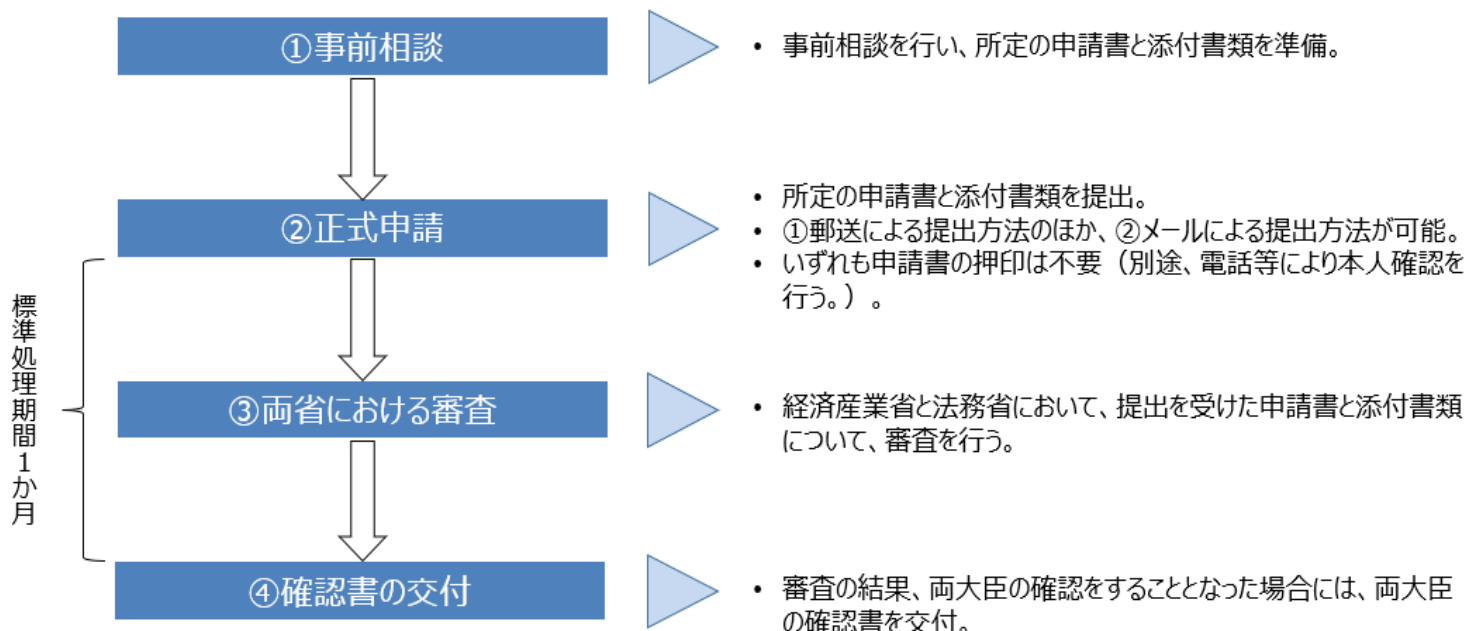 ①事前相談
• 事前相談を行い、所定の申請書と添付書類を準備。
②正式申請
• 所定の申請書と添付書類を提出。
• ①郵送による提出方法のほか、②メールによる提出方法が可能。
• いずれも申請書の押印は不要（別途、電話等により本人確認を
行う。）。
標準処理期間１か月
③両省における審査
• 経済産業省と法務省において、提出を受けた申請書と添付書類
について、審査を行う。
④確認書の交付
• 審査の結果、両大臣の確認をすることとなった場合には、両大臣
の確認書を交付。